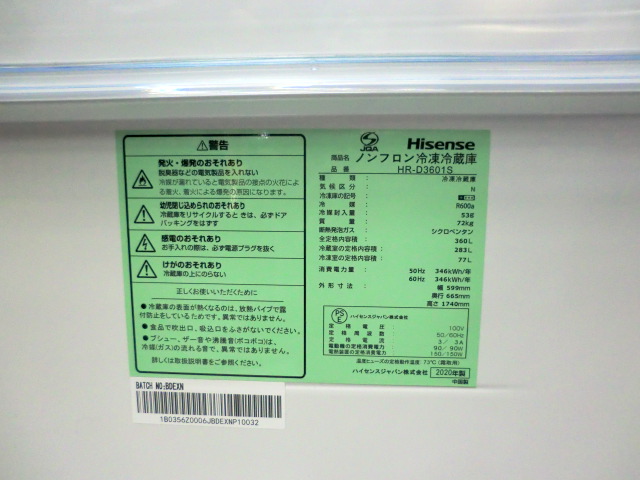 警告
発火・爆発のおそれあり
脱臭器などの電気製品を入れない
冷媒が漏れていると電気製品の接点の火花による発火、爆発の原因になります。
幼児閉じ込められのおそれあり
冷蔵庫をリサイクルするときは、必ずドアパッキングをはずす
感電のおそれあり
お手入れの際は、必ず電源プラグを抜く
けがのおそれあり
冷蔵庫の上にのらない
正しくお使いいただくために
●冷蔵庫の表面が熱くなるのは、放熱パイプで露
付防止をしているためです。異常ではありません。
●食品で吹出口、吸込口をふさがないでください。
●プシュー、ザー音や沸騰音(ポコポコ)は、
冷媒(ガス)の流れる音で、異常ではありません。
詳しくは取扱説明書をご覧ください。
JQA Hisense
商品名 ノンフロン冷凍冷蔵庫
品番 HR-D3601S
種類 冷凍冷蔵庫
気候区分 N
冷凍庫の記号
冷媒 R600a
冷媒封入量 53g
質量 72kg
断熱発泡ガス シクロペンタン
全定格内容積 360L
冷蔵室の定格内容積 283L
冷凍室の定格内容積 77L
消費電力量 50Hz 346kWh/年
60Hz 346kWh/年
外形寸法 幅 599mm
奥行 665mm
高さ 1740mm
PS
E
ハイセンスジャパン株式会社
定格電圧 100V
定格周波数 50/60Hz
定格電流 3/3A
電動機の定格消費電力 90/90W
電熱装置の定格消費電力 150/150W
温度ヒューズの定格動作温度 73℃(霜取用)
ハイセンスジャパン株式会社 2020年製
中国製
BATCH NO:BDEXN
1B0356Z0006JBDEXNP10032